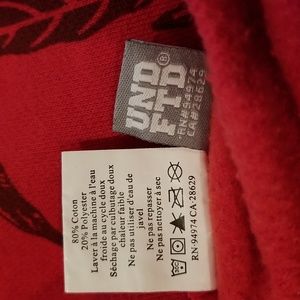 UND
FTD®
RN#94974
CA#28629
80% Coton
20% Polyester
Laver à la machine à l'eau
froide au cycle doux
Séchage par culbutage doux
chaleur faible
Ne pas utiliser d'eau de
javel
Ne pas repasser
Ne pas nettoyer à sec
RN 94974 CA-28629